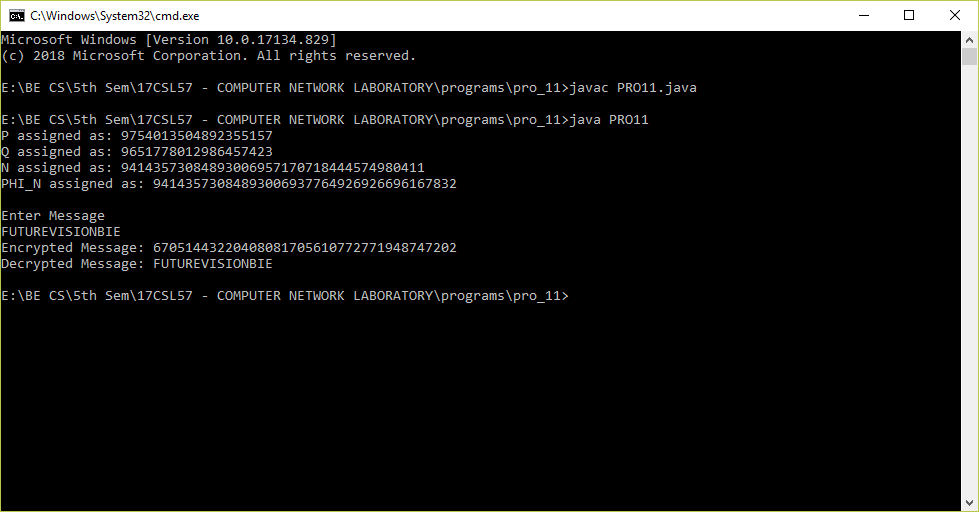 C:\Windows\System32\cmd.exe
Microsoft Windows [Version 10.0.17134.829]
(c) 2018 Microsoft Corporation. All rights reserved.
E:\BE CS\5th Sem\17CSL57 - COMPUTER NETWORK LABORATORY\programs\pro_11>javac PRO11.java
E:\BE CS\5th Sem\17CSL57 - COMPUTER NETWORK LABORATORY\programs\pro_11>java PRO11
P assigned as: 9754013504892355157
Q assigned as: 9651778012986457423
N assigned as: 94143573084893006957170718444574980411
PHI_N assigned as: 94143573084893006937764926926696167832
Enter Message
FUTUREVISIONBIE
Encrypted Message: 67051443220408081705610772771948747202
Decrypted Message: FUTUREVISIONBIE
E:\BE CS\5th Sem\17CSL57 - COMPUTER NETWORK LABORATORY\programs\pro_11>